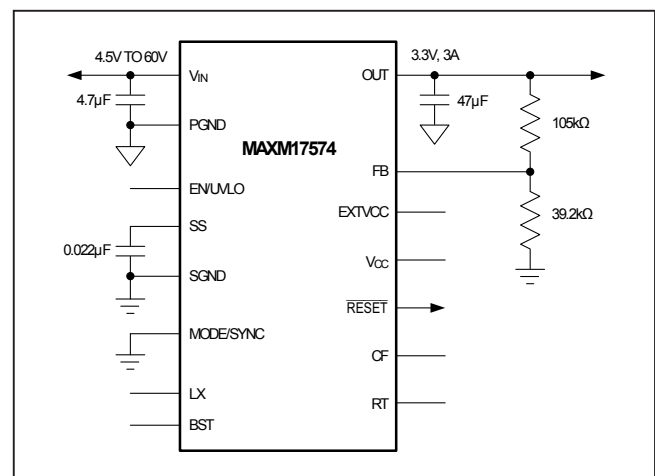 4.5V TO 60V
VIN
4.7µF
PGND
EN/UVLO
SS
0.022µF
SGND
MODE/SYNC
LX
BST
MAXM17574
OUT
3.3V, 3A
47µF
105kΩ
FB
39.2kΩ
EXTVCC
VCC
RESET
CF
RT